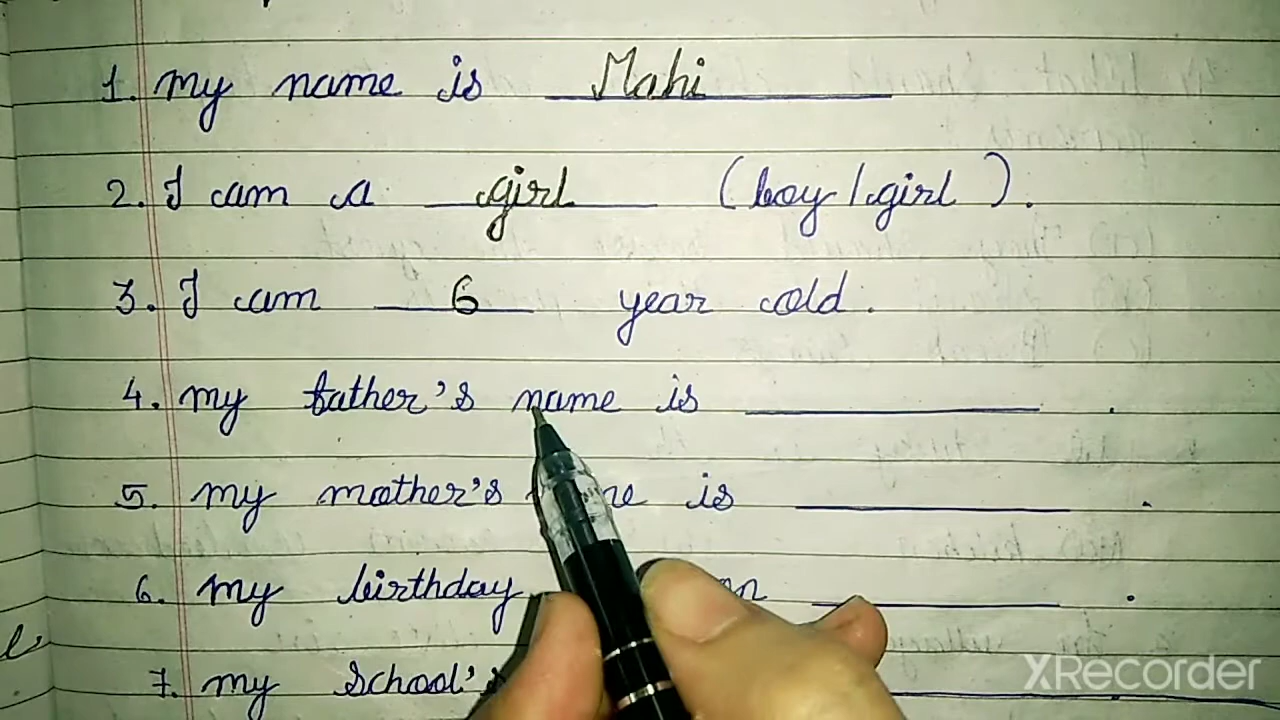 1. my name is Mahi
2. I am a girl (boy/girl).
3. I am 6 year old.
4. my father's name is .
5. my mother's is .
6. my birthday on .
7. my school's
XRecorder